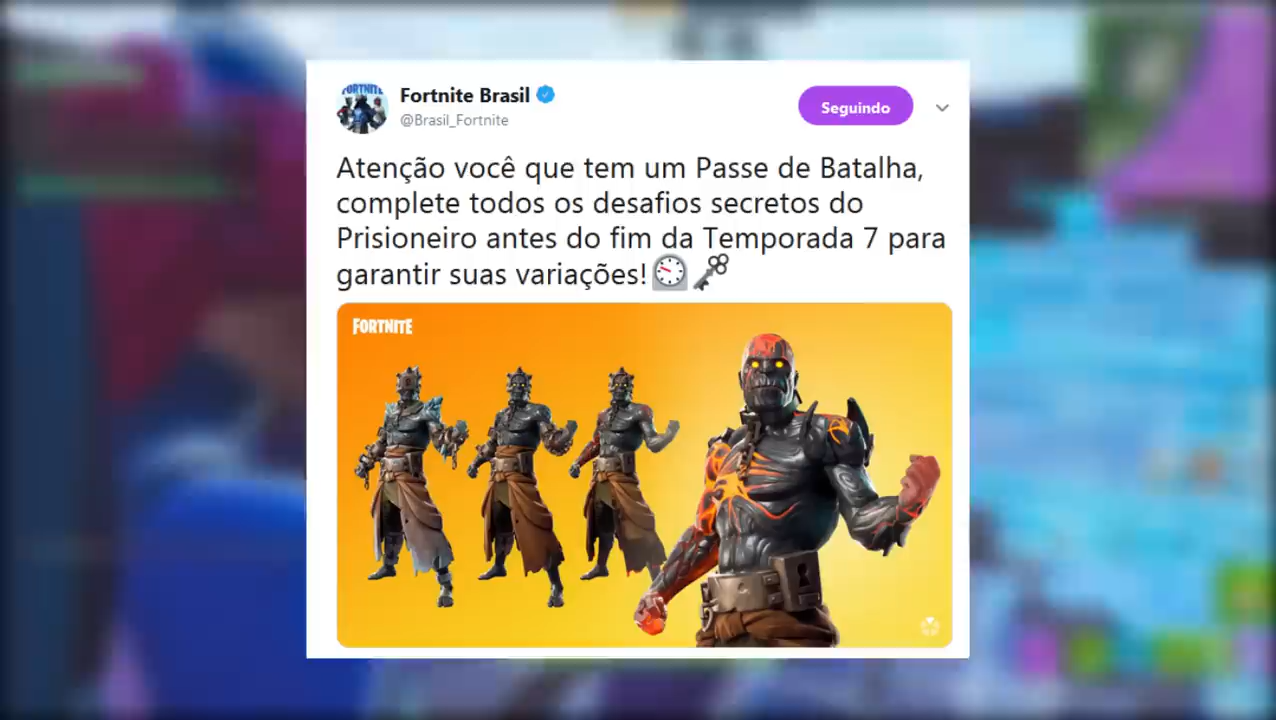 FORTNITE
Fortnite Brasil
@Brasil_Fortnite
Seguindo
Atenção você que tem um Passe de Batalha,
complete todos os desafios secretos do
Prisioneiro antes do fim da Temporada 7 para
garantir suas variações!
FORTNITE